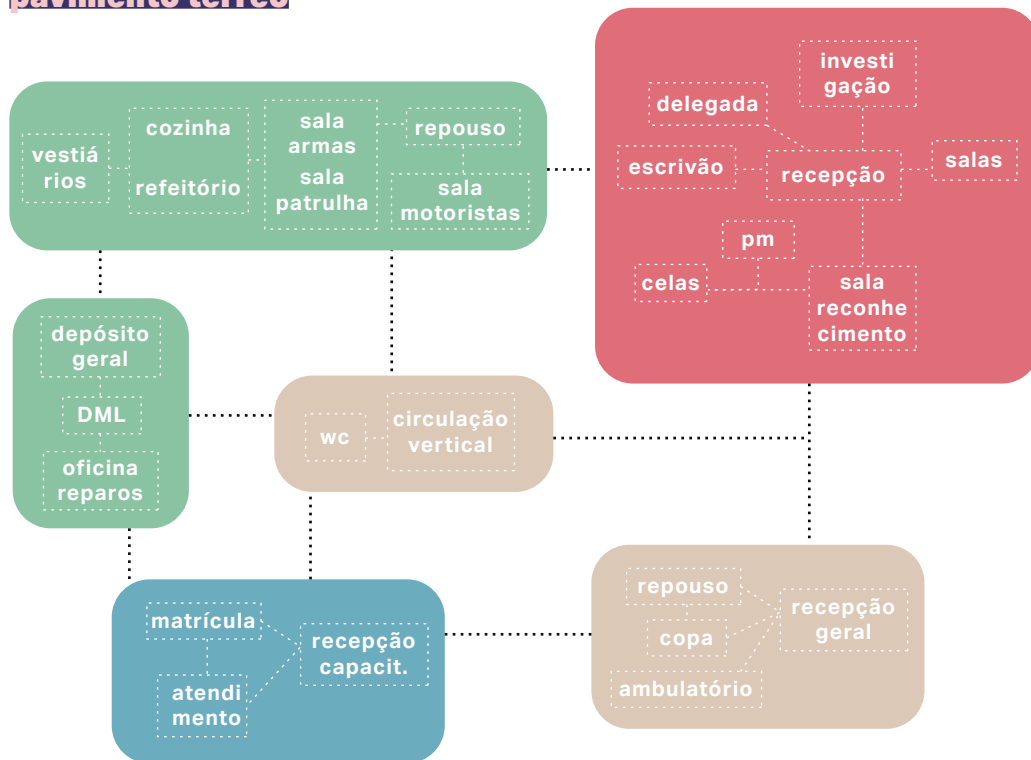 pavimento térreo
vestiá
rios
cozinha
refeitório
sala
armas
sala
patrulha
repouso
sala
motoristas
investi
gação
delegada
escrivão
recepção
salas
pm
celas
sala
reconhe
cimento
depósito
geral
DML
oficina
reparos
wc
circulação
vertical
matrícula
recepção
capacit.
atendi
mento
repouso
copa
ambulatório
recepção
geral